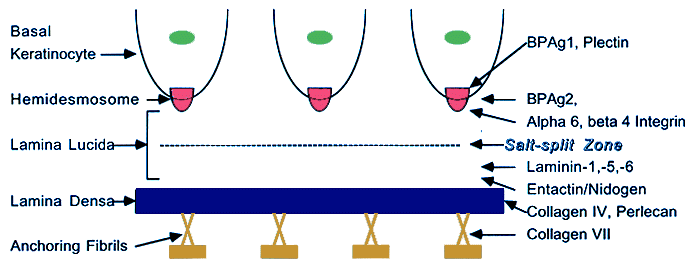 Basal
Keratinocyte
Hemidesmosome
Lamina Lucida
Lamina Densa
Anchoring Fibrils
BPAg1, Plectin
BPAg2,
Alpha 6, beta 4 Integrin
Salt-split Zone
Laminin-1,-5,-6
Entactin/Nidogen
Collagen IV, Perlecan
Collagen VII